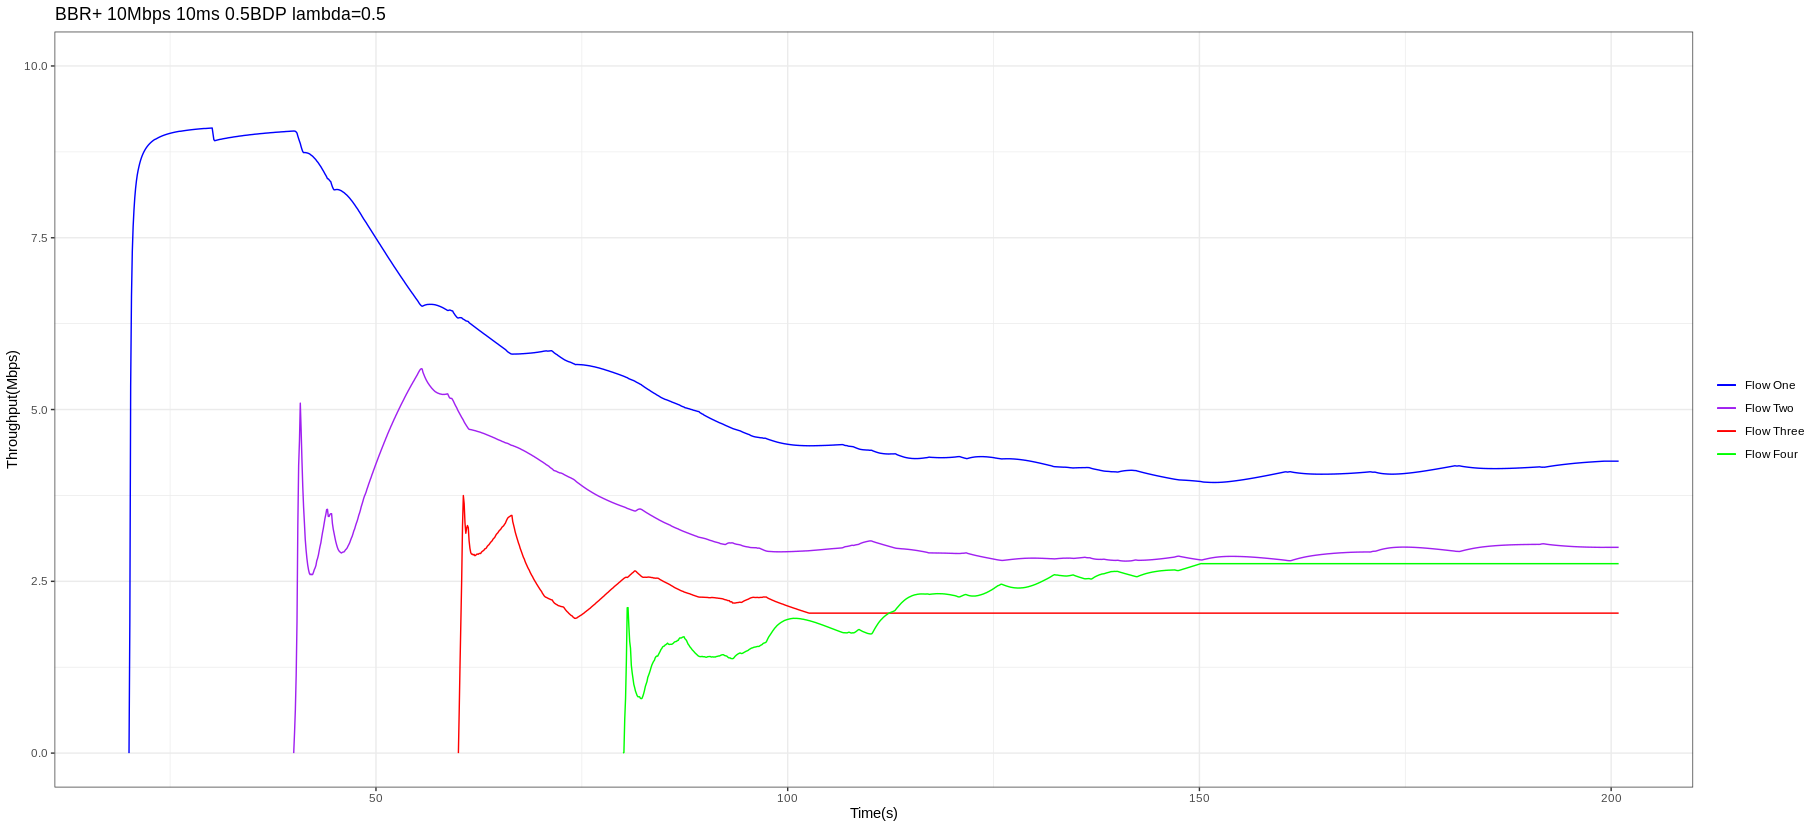 BBR+ 10Mbps 10ms 0.5BDP lambda=0.5
Throughput(Mbps)
10.0
7.5
5.0
2.5
0.0
50
100
150
200
Time(s)
Flow One
Flow Two
Flow Three
Flow Four